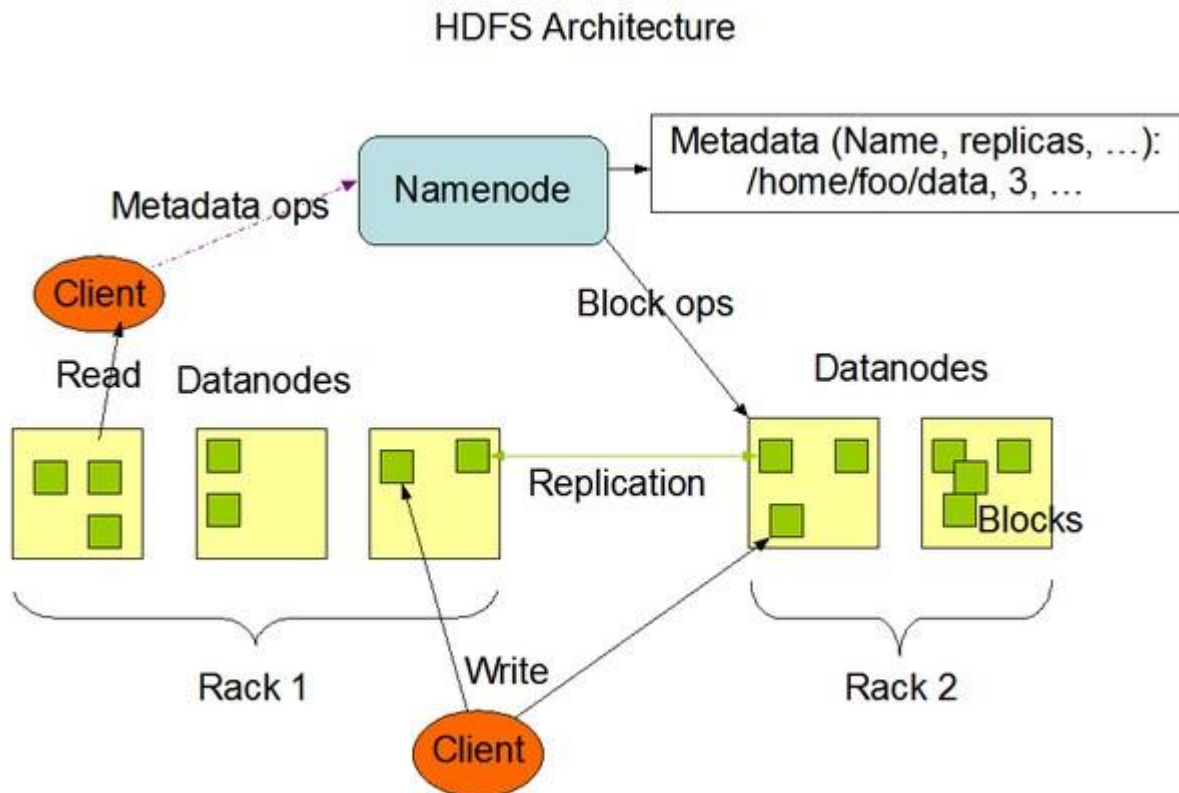 HDFS Architecture
Metadata (Name, replicas, …):
/home/foo/data, 3, …
Namenode
Metadata ops
Client
Block ops
Read
Datanodes
Datanodes
Replication
Blocks
Rack 1
Write
Rack 2
Client